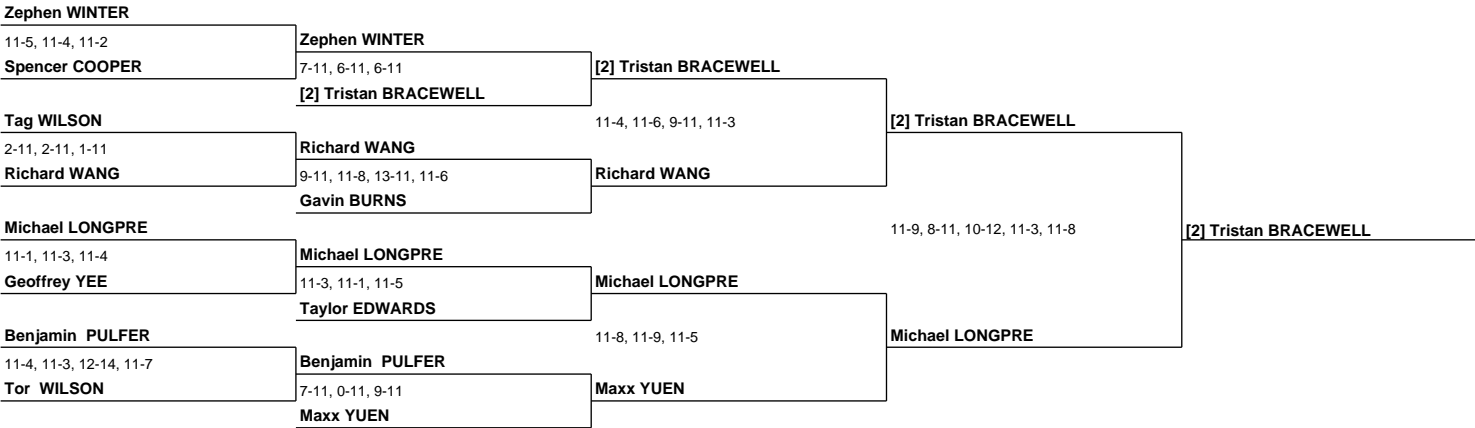 Zephen WINTER
11-5, 11-4, 11-2
Spencer COOPER
Zephen WINTER
7-11, 6-11, 6-11
[2] Tristan BRACEWELL
[2] Tristan BRACEWELL
Tag WILSON
2-11, 2-11, 1-11
Richard WANG
Richard WANG
9-11, 11-8, 13-11, 11-6
Gavin BURNS
11-4, 11-6, 9-11, 11-3
Richard WANG
[2] Tristan BRACEWELL
Michael LONGPRE
11-1, 11-3, 11-4
Geoffrey YEE
Michael LONGPRE
11-3, 11-1, 11-5
Taylor EDWARDS
Michael LONGPRE
11-9, 8-11, 10-12, 11-3, 11-8
[2] Tristan BRACEWELL
Benjamin  PULFER
11-4, 11-3, 12-14, 11-7
Tor  WILSON
Benjamin  PULFER
7-11, 0-11, 9-11
Maxx YUEN
11-8, 11-9, 11-5
Maxx YUEN
Michael LONGPRE